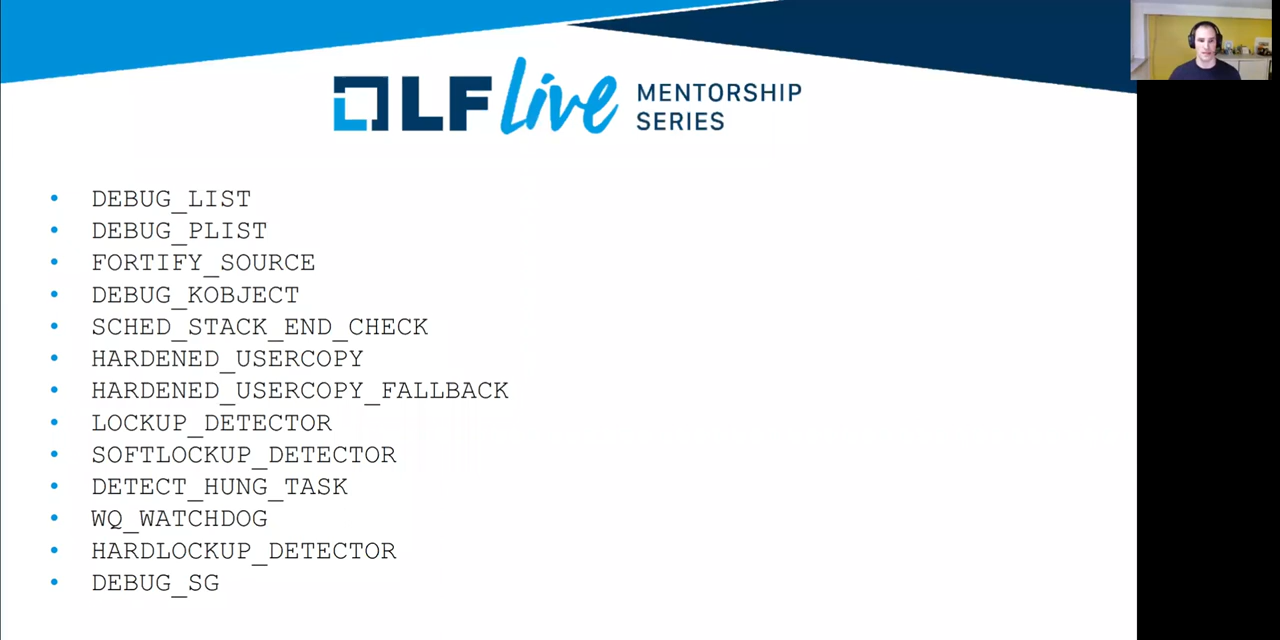 LF Live MENTORSHIP
SERIES
• DEBUG_LIST
• DEBUG_PLIST
• FORTIFY_SOURCE
• DEBUG_KOBJECT
• SCHED_STACK_END_CHECK
• HARDENED_USERCOPY
• HARDENED_USERCOPY_FALLBACK
• LOCKUP_DETECTOR
• SOFTLOCKUP_DETECTOR
• DETECT_HUNG_TASK
• WQ_WATCHDOG
• HARDLOCKUP_DETECTOR
• DEBUG_SG